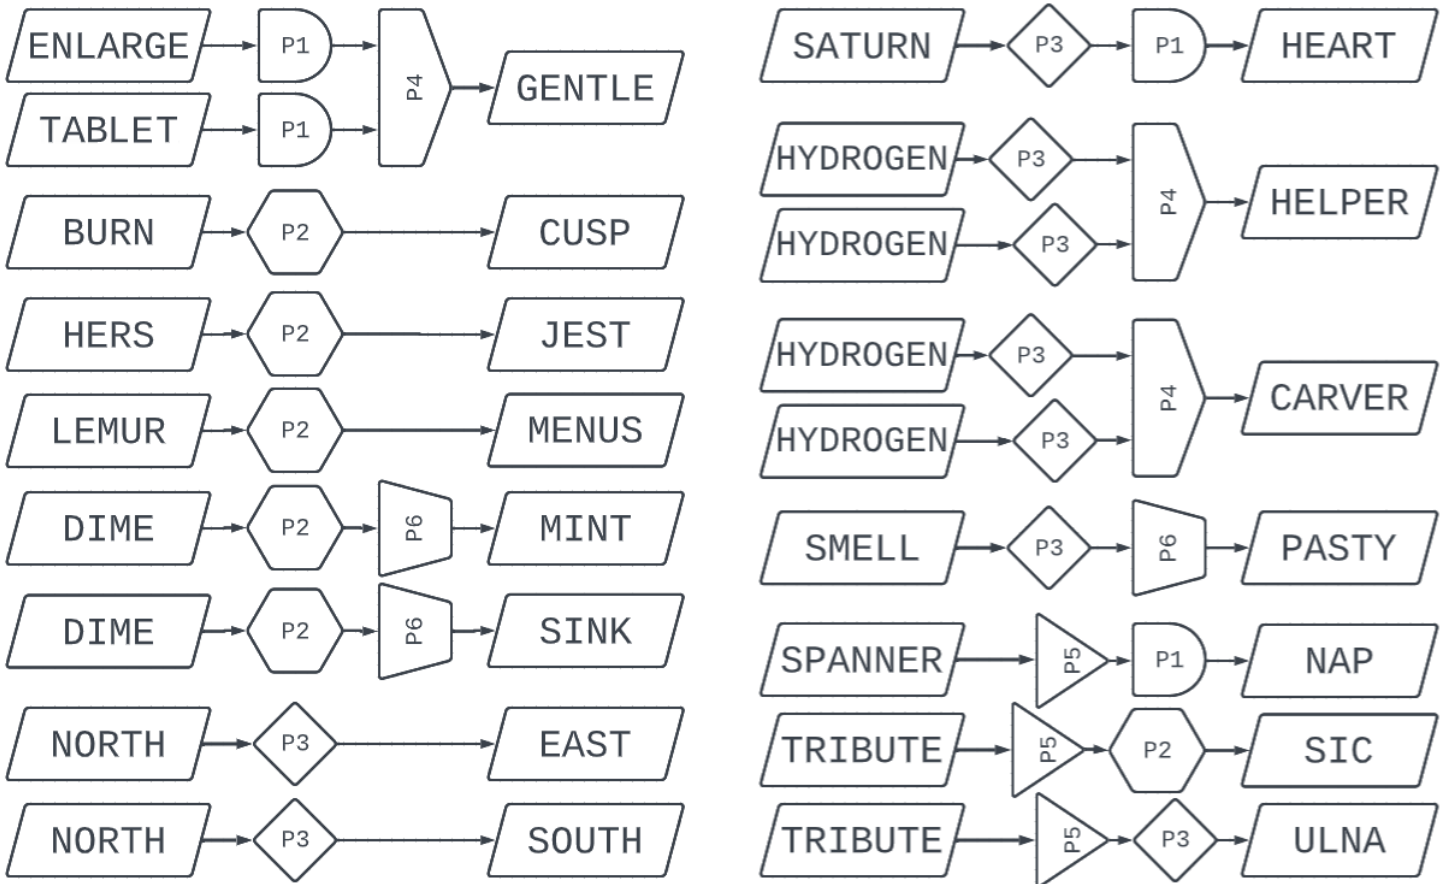 ENLARGE P1 P4 GENTLE
TABLET P1
BURN P2 CUSP
HERS P2 JEST
LEMUR P2 MENUS
DIME P2 P6 MINT
DIME P2 P6 SINK
NORTH P3 EAST
NORTH P3 SOUTH
SATURN P3 P1 HEART
HYDROGEN P3 P4 HELPER
HYDROGEN P3
HYDROGEN P3 P4 CARVER
HYDROGEN P3
SMELL P3 P6 PASTY
SPANNER P5 P1 NAP
TRIBUTE P5 P2 SIC
TRIBUTE P5 P3 ULNA